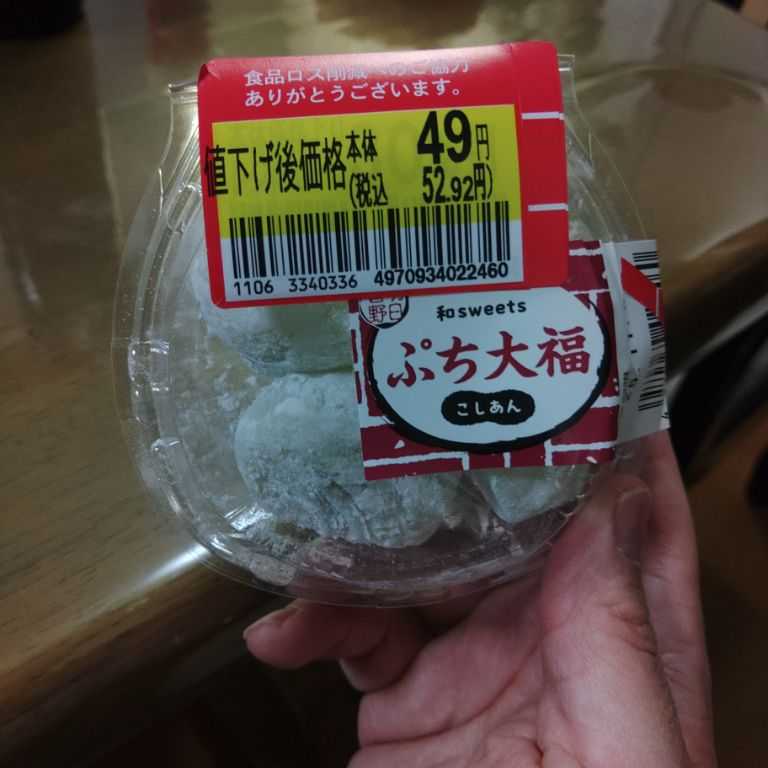 食品ロス削減へのご協力
ありがとうございます。
値下げ後価格 本体 49円
(税込 52.92円)
1106 3340336 4970934022460
和sweets
ぷち大福
こしあん